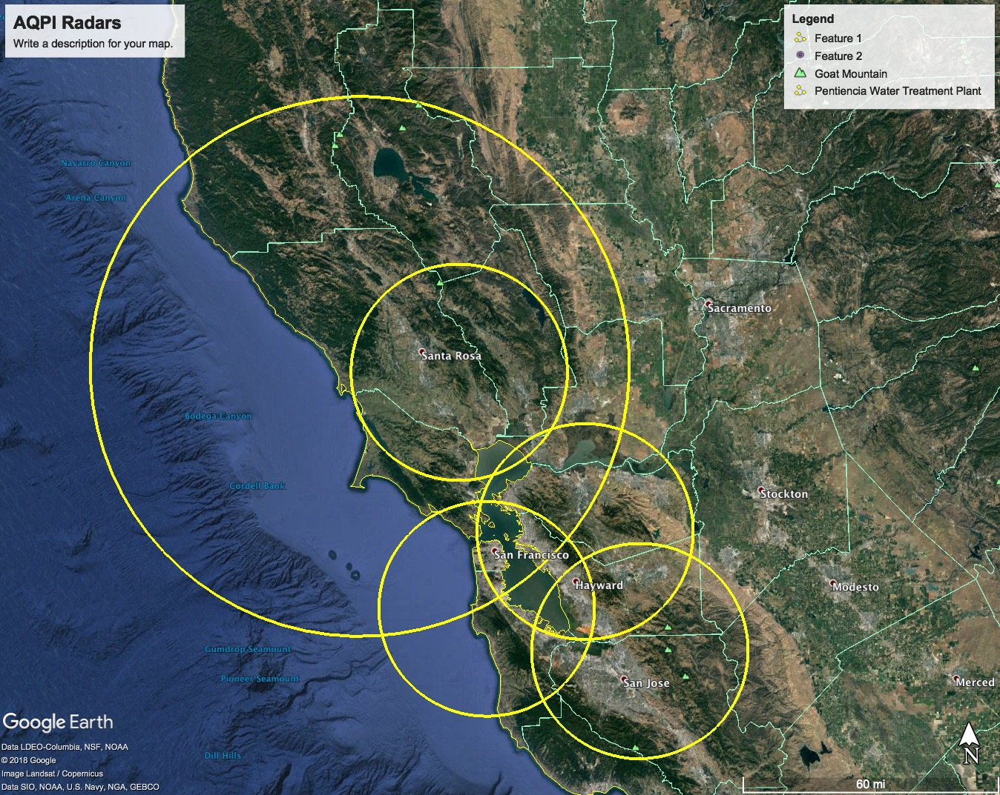 AQPI Radars
Write a description for your map.
Legend
Feature 1
Feature 2
Goat Mountain
Pentiencia Water Treatment Plant
Navarro Canyon
Arena Canyon
Sacramento
Santa Rosa
Bodega Canyon
Cordell Bank
Stockton
San Francisco
Hayward
Modesto
Gumdrop Seamount
Pioneer Seamount
San Jose
Merced
Google Earth
Data LDEO-Columbia, NSF, NOAA
© 2018 Google
Image Landsat / Copernicus
Data SIO, NOAA, U.S. Navy, NGA, GEBCO
Dill Hills
N
60 mi